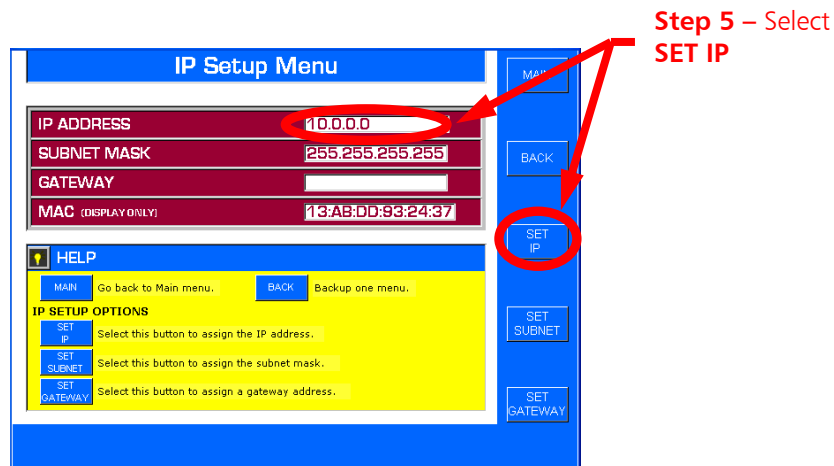 Step 5 – Select
SET IP
IP Setup Menu
MAIN
IP ADDRESS 10.0.0.0
SUBNET MASK 255.255.255.255
GATEWAY
MAC (DISPLAY ONLY) 13:AB:DD:93:24:37
BACK
SET
IP
SET
SUBNET
SET
GATEWAY
HELP
MAIN Go back to Main menu. BACK Backup one menu.
IP SETUP OPTIONS
SET
IP
Select this button to assign the IP address.
SET
SUBNET
Select this button to assign the subnet mask.
SET
GATEWAY
Select this button to assign a gateway address.